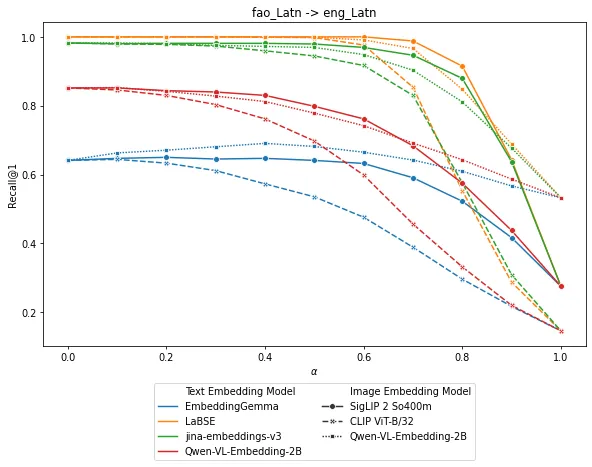 fao_Latn -> eng_Latn
Recall@1
1.0
0.8
0.6
0.4
0.2
0.0 0.2 0.4 0.6 0.8 1.0
α
Text Embedding Model Image Embedding Model
EmbeddingGemma SigLIP 2 So400m
LaBSE CLIP ViT-B/32
jina-embeddings-v3 Qwen-VL-Embedding-2B
Qwen-VL-Embedding-2B